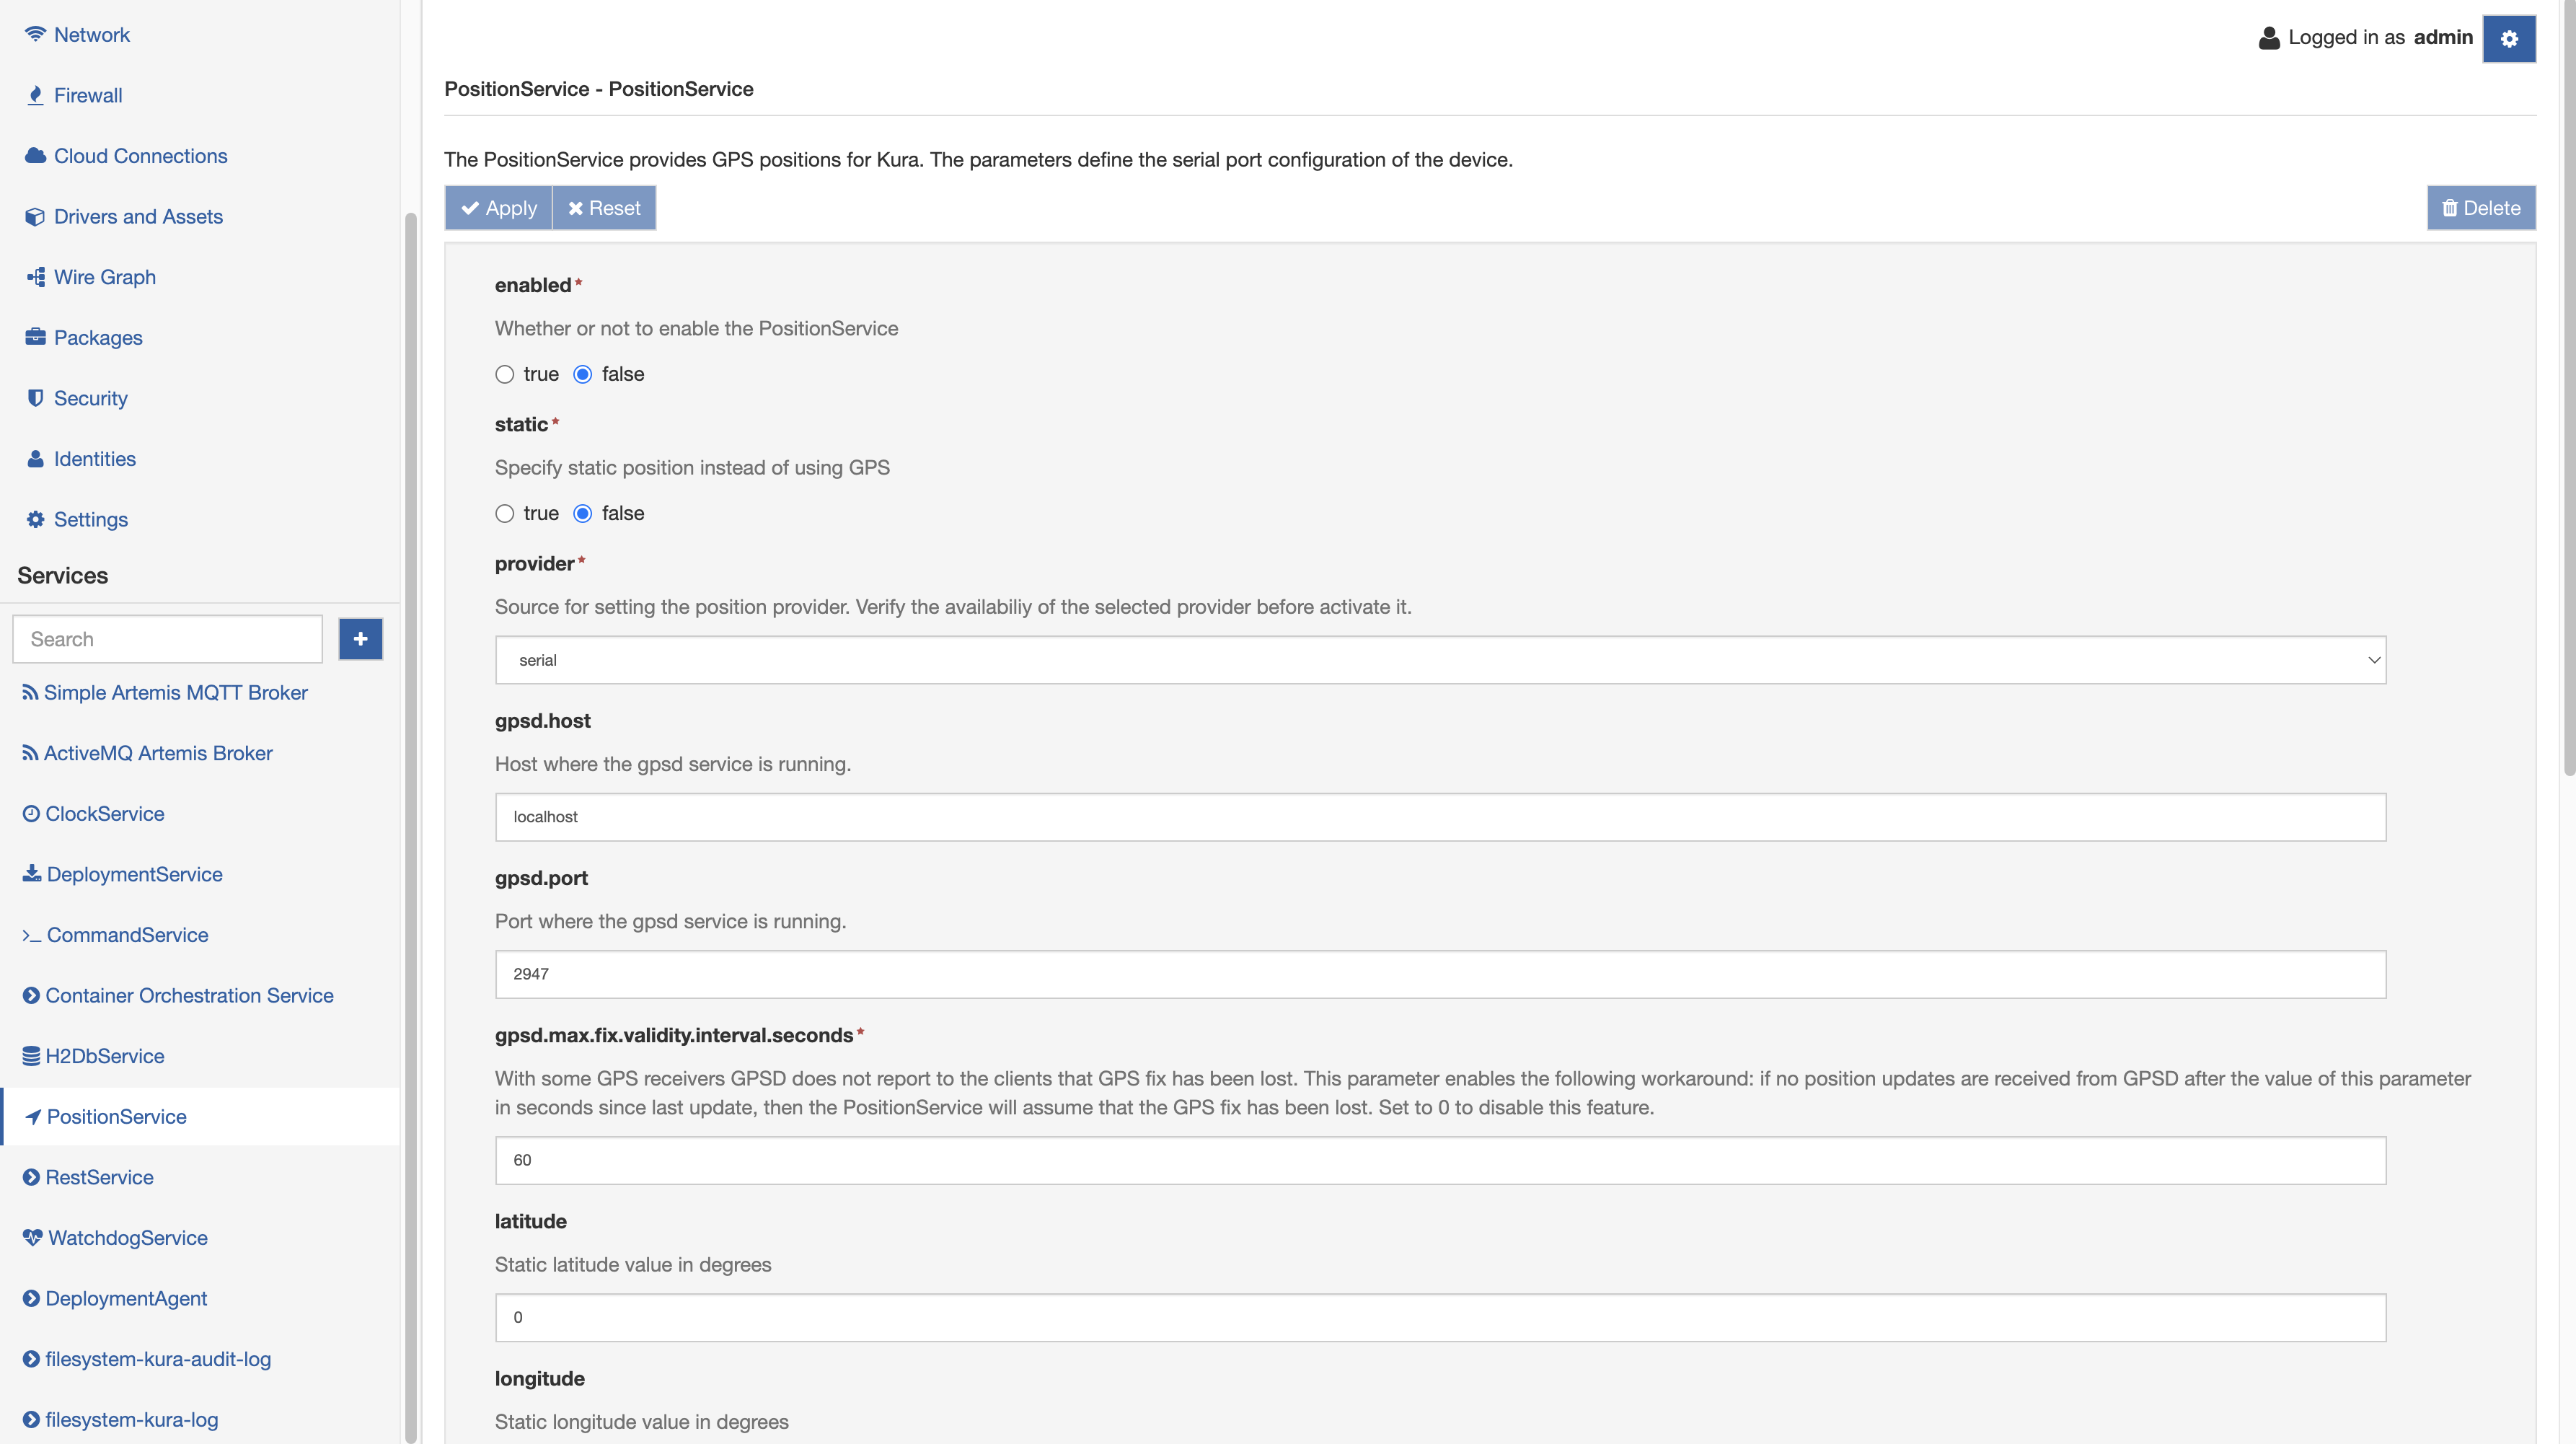 Network
Firewall
Cloud Connections
Drivers and Assets
Wire Graph
Packages
Security
Identities
Settings
Services
Search
Simple Artemis MQTT Broker
ActiveMQ Artemis Broker
ClockService
DeploymentService
CommandService
Container Orchestration Service
H2DbService
PositionService
RestService
WatchdogService
DeploymentAgent
filesystem-kura-audit-log
filesystem-kura-log
Logged in as admin
PositionService - PositionService
The PositionService provides GPS positions for Kura. The parameters define the serial port configuration of the device.
Apply Reset Delete
enabled*
Whether or not to enable the PositionService
true false
static*
Specify static position instead of using GPS
true false
provider*
Source for setting the position provider. Verify the availabiliy of the selected provider before activate it.
serial
gpsd.host
Host where the gpsd service is running.
localhost
gpsd.port
Port where the gpsd service is running.
2947
gpsd.max.fix.validity.interval.seconds*
With some GPS receivers GPSD does not report to the clients that GPS fix has been lost. This parameter enables the following workaround: if no position updates are received from GPSD after the value of this parameter
in seconds since last update, then the PositionService will assume that the GPS fix has been lost. Set to 0 to disable this feature.
60
latitude
Static latitude value in degrees
0
longitude
Static longitude value in degrees